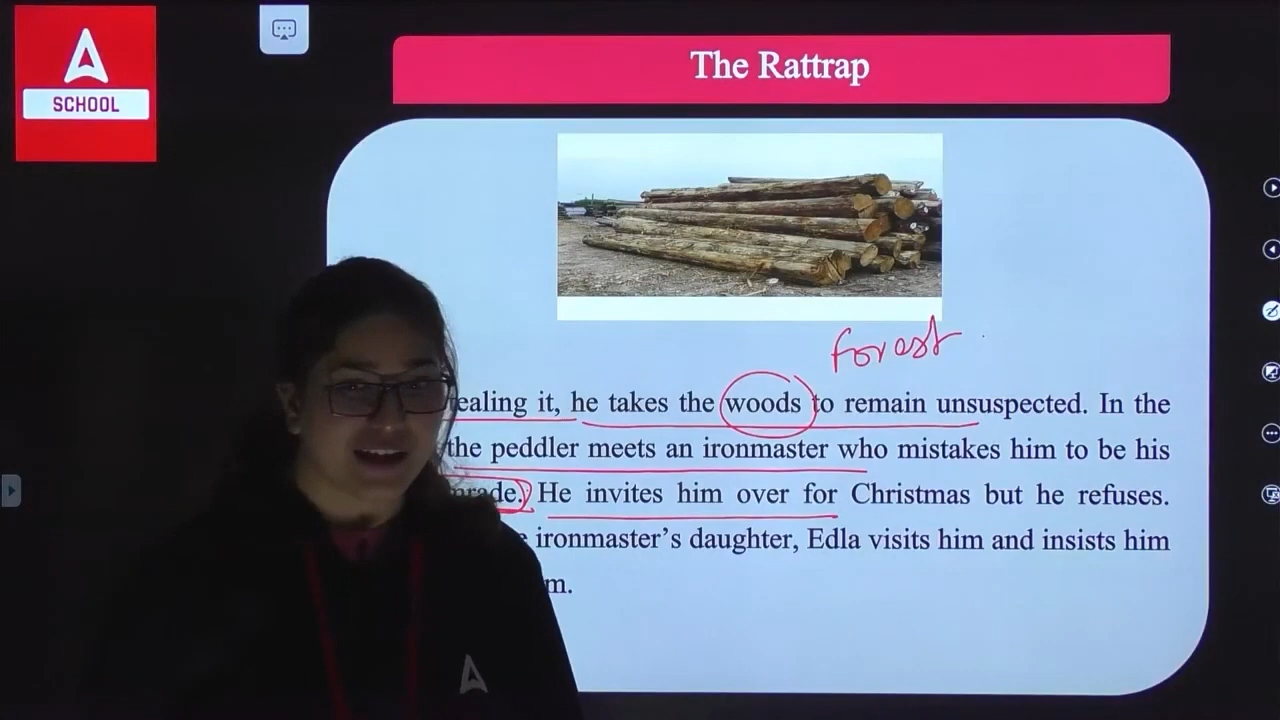 SCHOOL
The Rattrap
forest
tealing it, he takes the woods to remain unsuspected. In the
the peddler meets an ironmaster who mistakes him to be his
mrade. He invites him over for Christmas but he refuses.
ironmaster's daughter, Edla visits him and insists him
m.